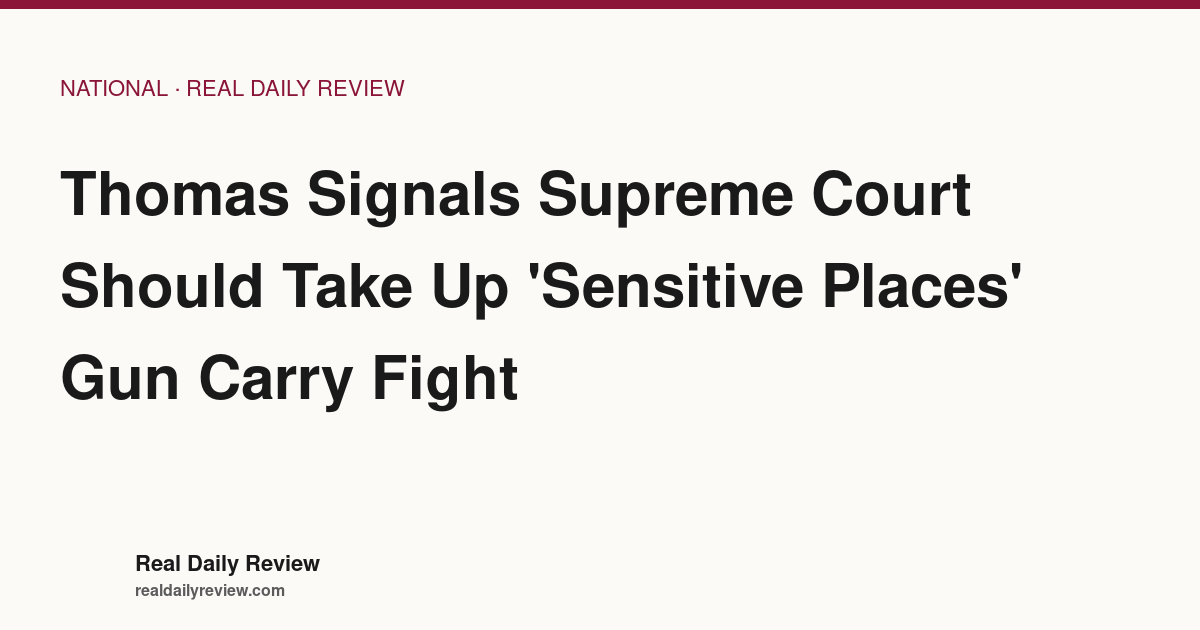 NATIONAL · REAL DAILY REVIEW
Thomas Signals Supreme Court
Should Take Up 'Sensitive Places'
Gun Carry Fight
Real Daily Review
realdailyreview.com